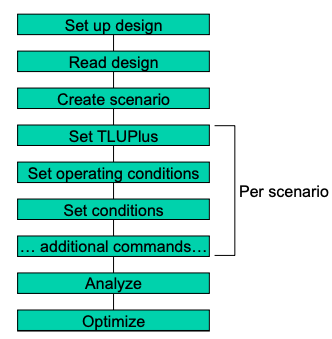 Set up design
Read design
Create scenario
Set TLUPlus
Set operating conditions
Set conditions
… additional commands…
Analyze
Optimize
Per scenario